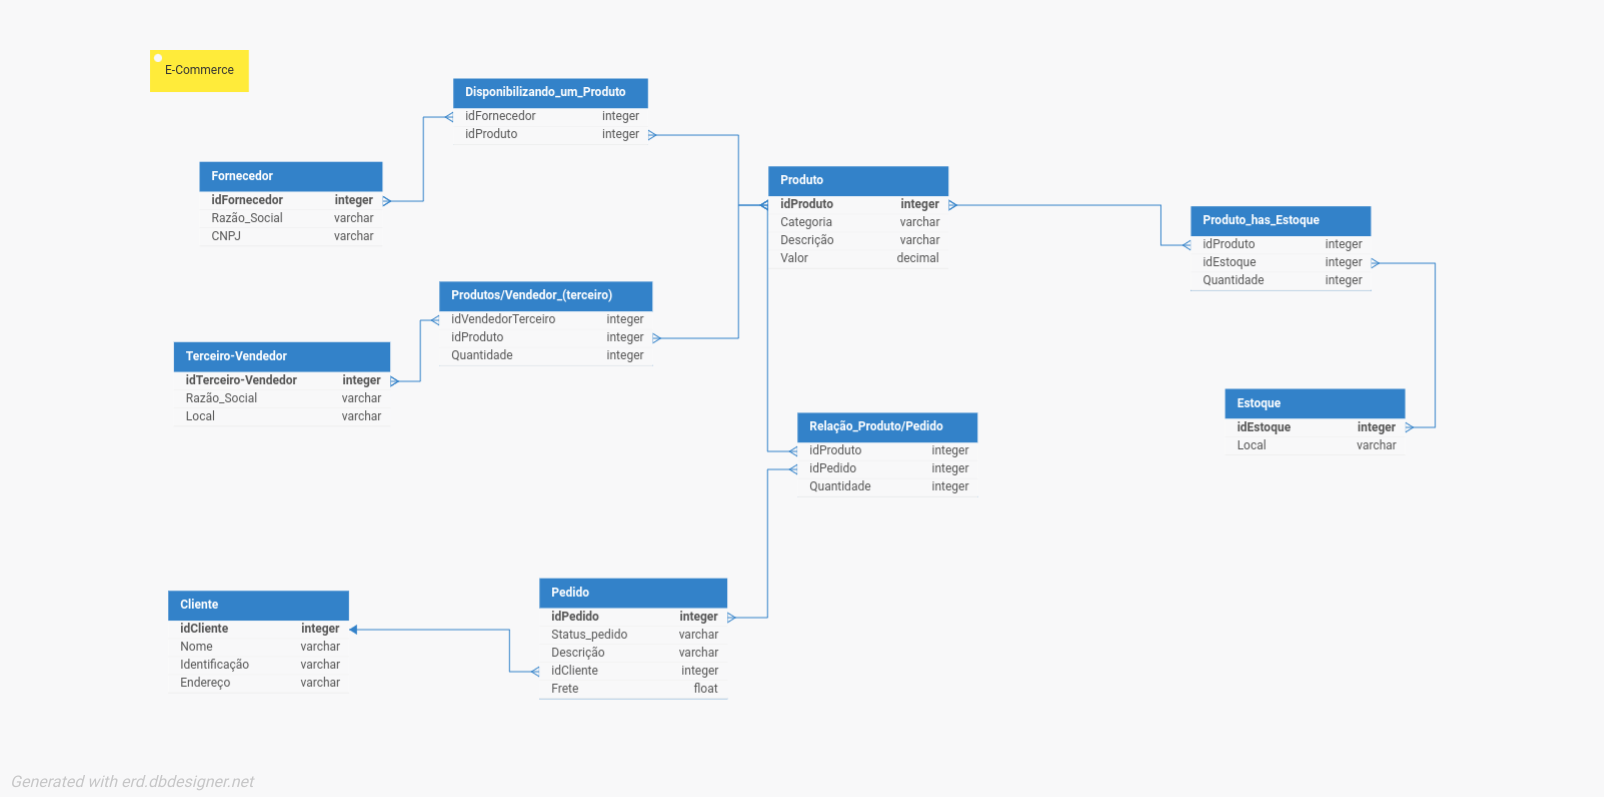 E-Commerce
Disponibilizando_um_Produto
idFornecedor integer
idProduto integer
Fornecedor
idFornecedor integer
Razão_Social varchar
CNPJ varchar
Produto
idProduto integer
Categoria varchar
Descrição varchar
Valor decimal
Produto_has_Estoque
idProduto integer
idEstoque integer
Quantidade integer
Produtos/Vendedor_(terceiro)
idVendedorTerceiro integer
idProduto integer
Quantidade integer
Terceiro-Vendedor
idTerceiro-Vendedor integer
Razão_Social varchar
Local varchar
Estoque
idEstoque integer
Local varchar
Relação_Produto/Pedido
idProduto integer
idPedido integer
Quantidade integer
Cliente
idCliente integer
Nome varchar
Identificação varchar
Endereço varchar
Pedido
idPedido integer
Status_pedido varchar
Descrição varchar
idCliente integer
Frete float
Generated with erd.dbdesigner.net